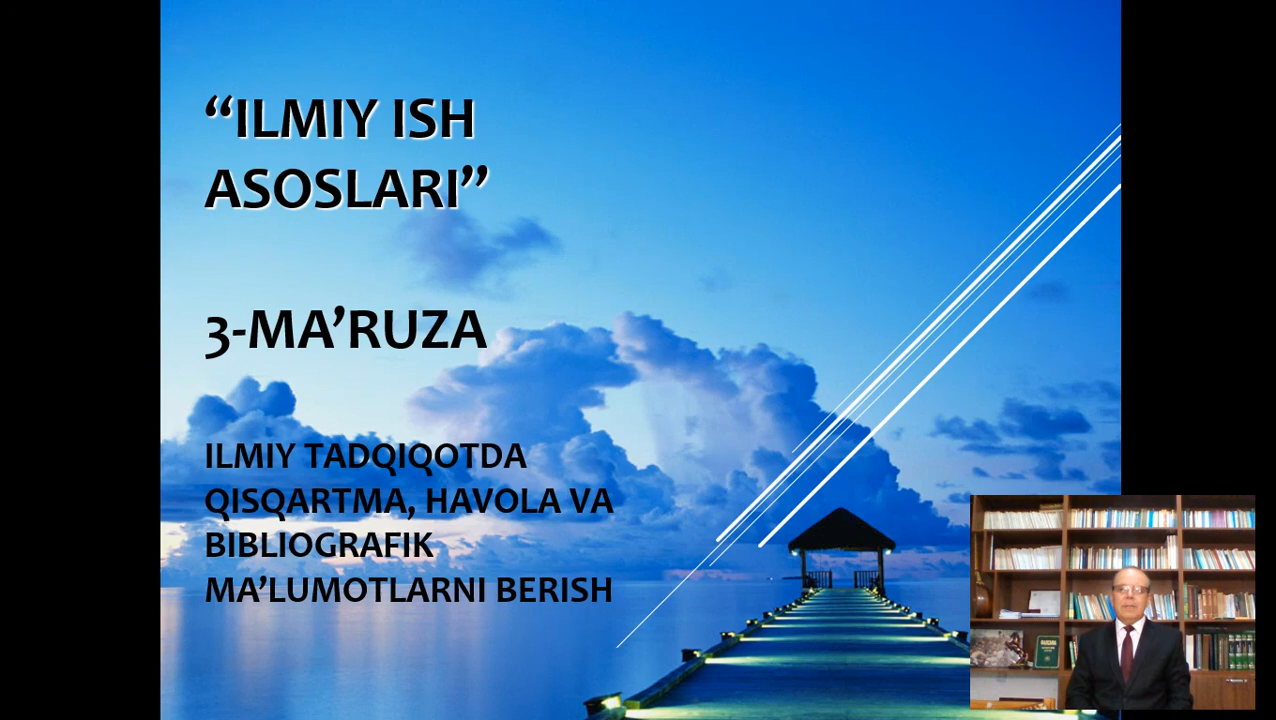 “ILMIY ISH
ASOSLARI”
3-MA’RUZA
ILMIY TADQIQOTDA
QISQARTMA, HAVOLA VA
BIBLIOGRAFIK
MA’LUMOTLARNI BERISH